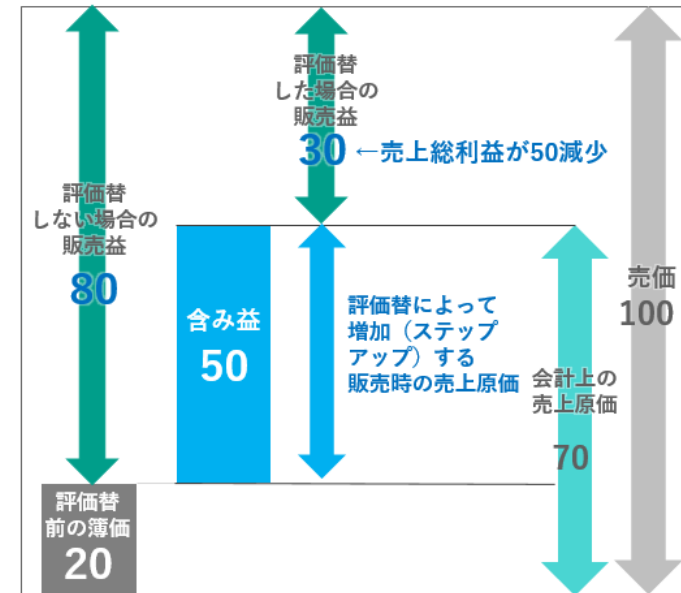 評価替
した場合の
販売益
30 ←売上総利益が50減少
評価替
しない場合の
販売益
80
含み益
50
評価替によって
増加（ステップ
アップ）する
販売時の売上原価
売価
100
会計上の
売上原価
70
評価替
前の簿価
20